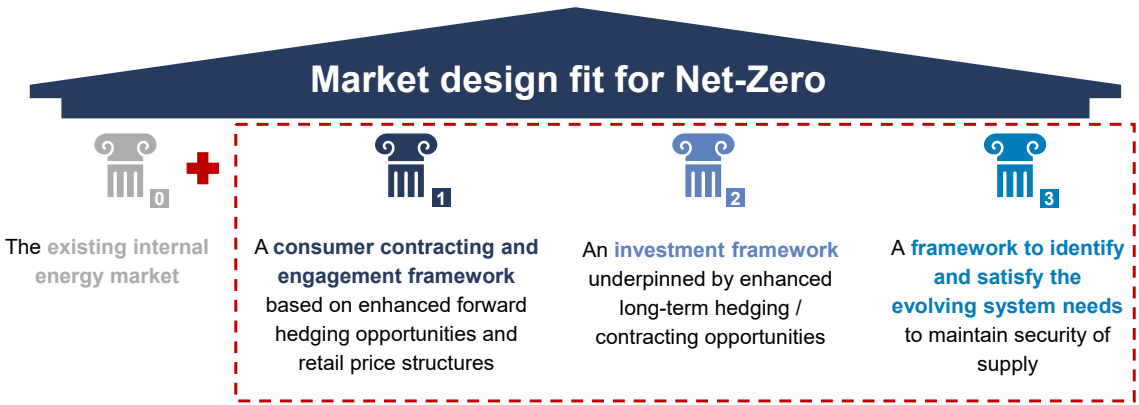 Market design fit for Net-Zero
0
The existing internal
energy market
1
A consumer contracting and
engagement framework
based on enhanced forward
hedging opportunities and
retail price structures
2
An investment framework
underpinned by enhanced
long-term hedging /
contracting opportunities
3
A framework to identify
and satisfy the
evolving system needs
to maintain security of
supply